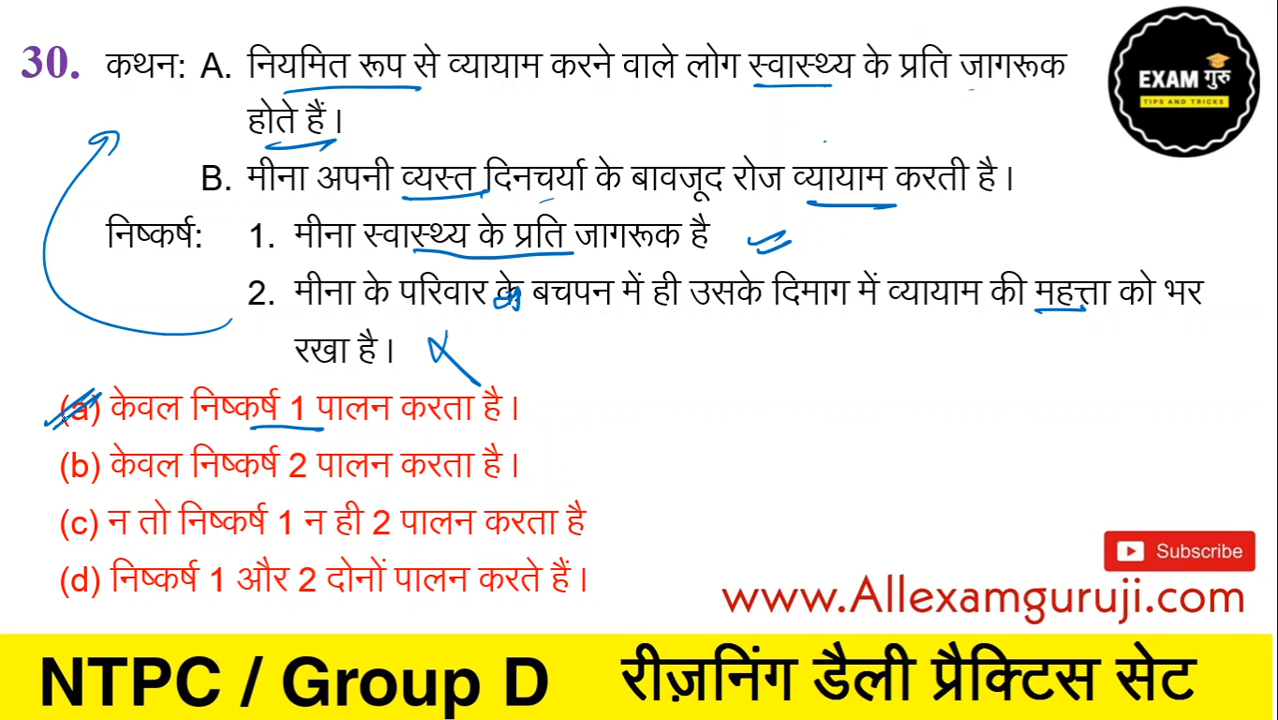 30. कथन: A. नियमित रूप से व्यायाम करने वाले लोग स्वास्थ्य के प्रति जागरूक
होते हैं।
B. मीना अपनी व्यस्त दिनचर्या के बावजूद रोज व्यायाम करती है।
निष्कर्ष: 1. मीना स्वास्थ्य के प्रति जागरूक है
2. मीना के परिवार के बचपन में ही उसके दिमाग में व्यायाम की महत्ता को भर
रखा है।
(a) केवल निष्कर्ष 1 पालन करता है।
(b) केवल निष्कर्ष 2 पालन करता है।
(c) न तो निष्कर्ष 1 न ही 2 पालन करता है
(d) निष्कर्ष 1 और 2 दोनों पालन करते हैं।
EXAM गुरु
TIPS AND TRICKS
Subscribe
www.Allexamguruji.com
NTPC / Group D रीज़निंग डैली प्रैक्टिस सेट